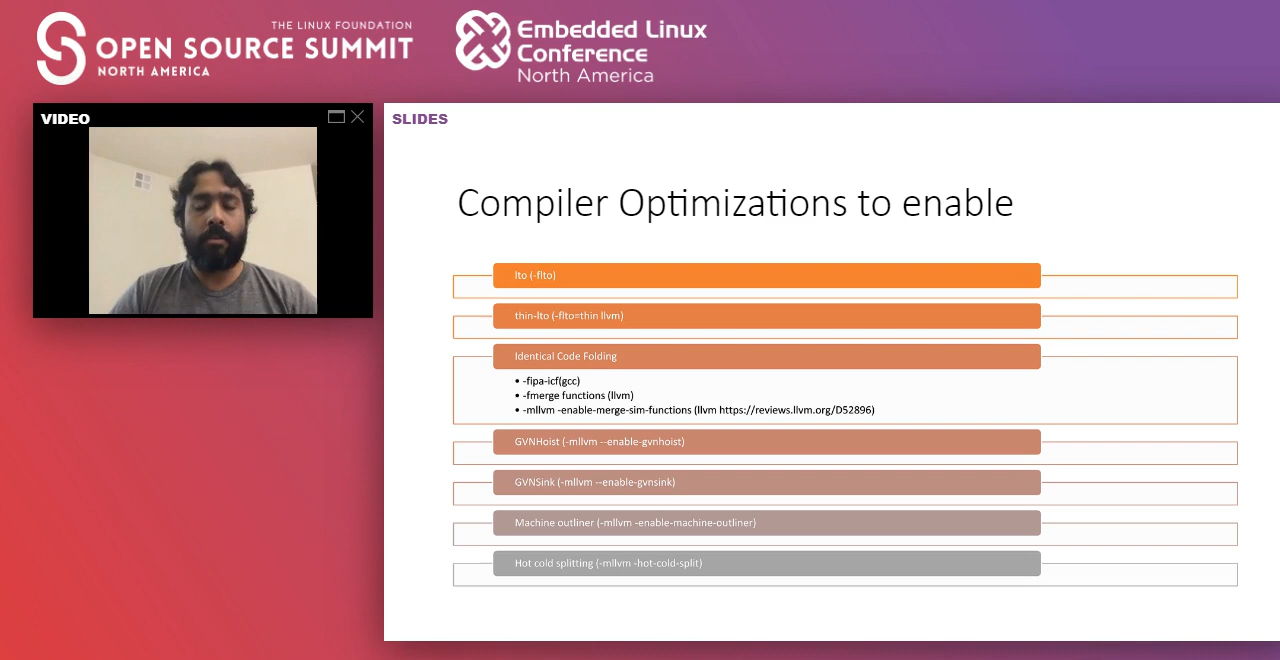 THE LINUX FOUNDATION
OPEN SOURCE SUMMIT
NORTH AMERICA
Embedded Linux
Conference
North America
VIDEO
SLIDES
Compiler Optimizations to enable
lto (-flto)
thin-lto (-flto=thin llvm)
Identical Code Folding
• -fipa-icf(gcc)
• -fmerge functions (llvm)
• -mllvm -enable-merge-sim-functions (llvm https://reviews.llvm.org/D52896)
GVNHoist (-mllvm --enable-gvnhoist)
GVNSink (-mllvm --enable-gvnsink)
Machine outliner (-mllvm -enable-machine-outliner)
Hot cold splitting (-mllvm -hot-cold-split)